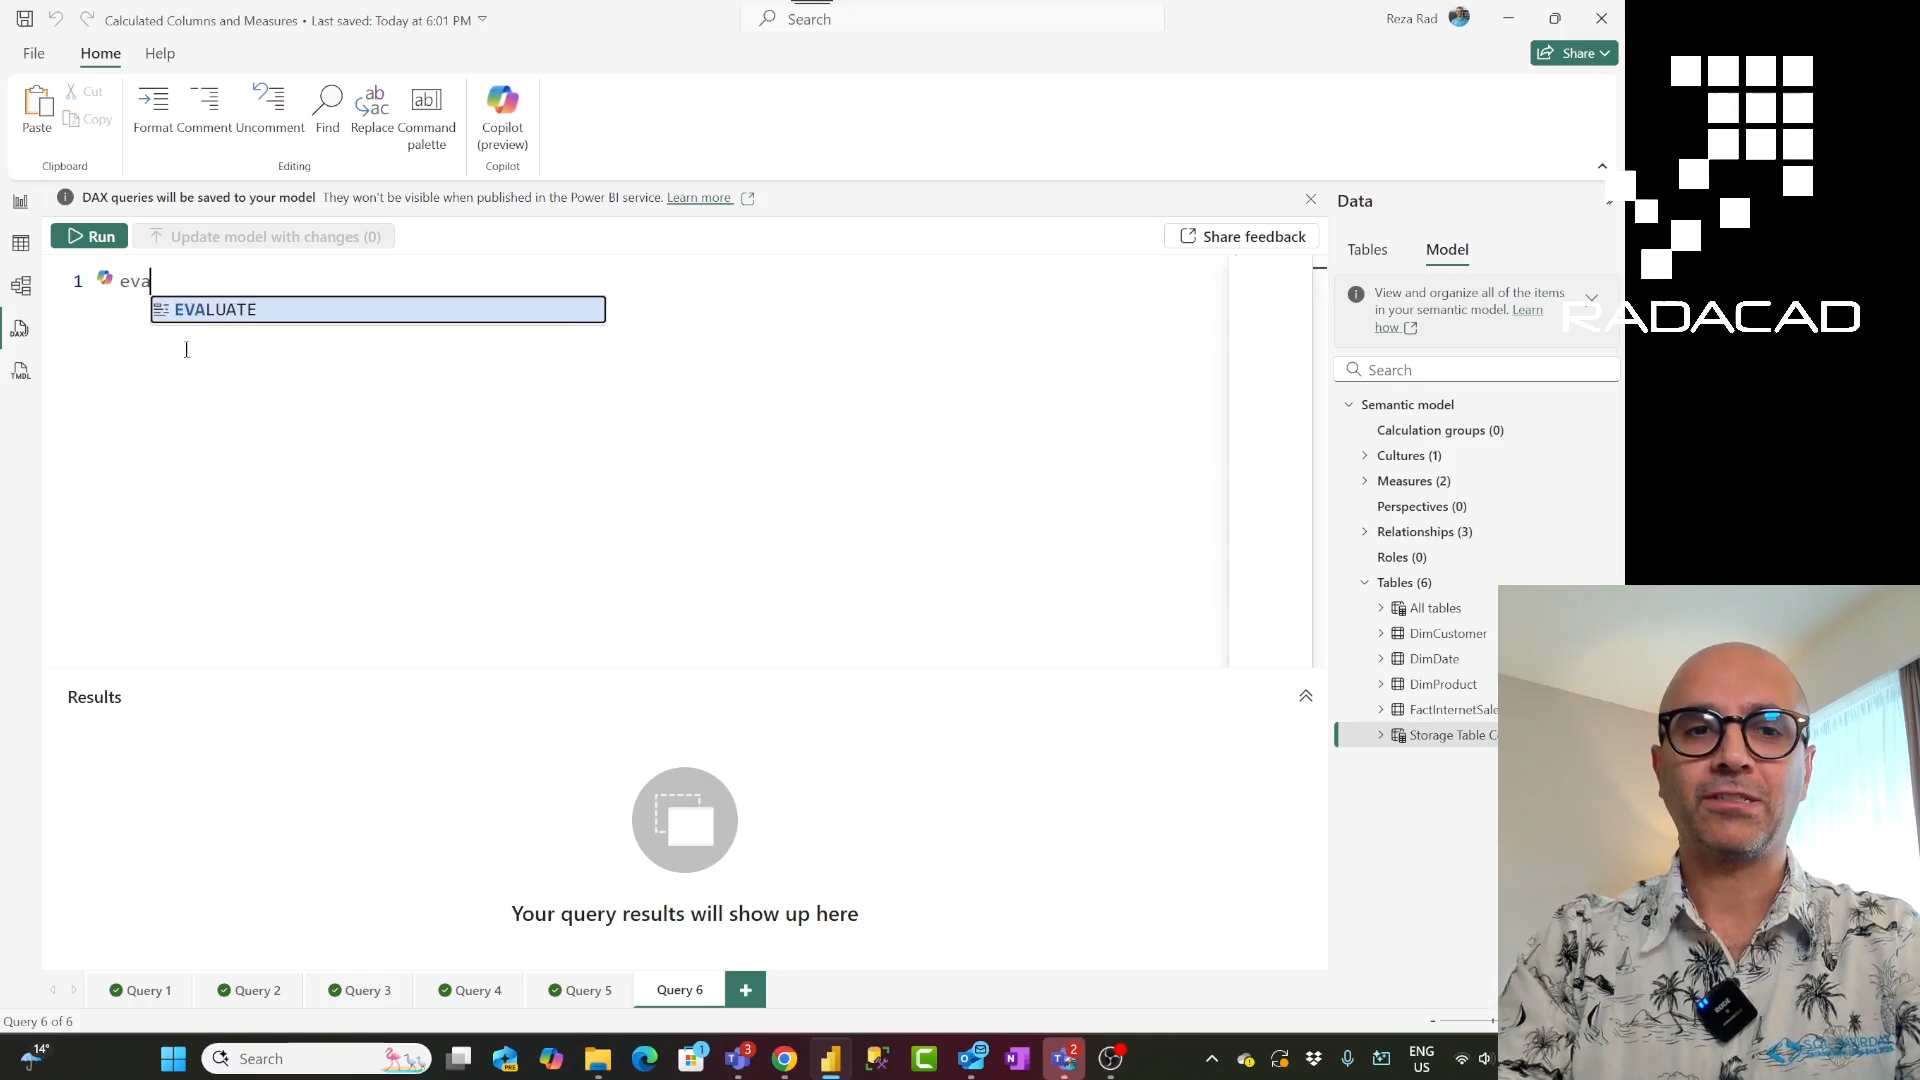 Calculated Columns and Measures • Last saved: Today at 6:01 PM
Search
Reza Rad
File
Home
Help
Share
Paste
Cut
Copy
Format
Comment
Uncomment
Find
Replace
Command palette
Copilot (preview)
Clipboard
Editing
Copilot
DAX queries will be saved to your model They won't be visible when published in the Power BI service. Learn more
Run
Update model with changes (0)
Share feedback
1 eva
EVALUATE
Data
Tables
Model
View and organize all of the items
in your semantic model. Learn
how
RADACAD
Search
Semantic model
Calculation groups (0)
Cultures (1)
Measures (2)
Perspectives (0)
Relationships (3)
Roles (0)
Tables (6)
All tables
DimCustomer
DimDate
DimProduct
FactInternetSale
Storage Table C
DAX
TMDL
Results
Your query results will show up here
Query 1
Query 2
Query 3
Query 4
Query 5
Query 6
Query 6 of 6
RODE
14°
Search
PRE
1
3
2
ENG
US